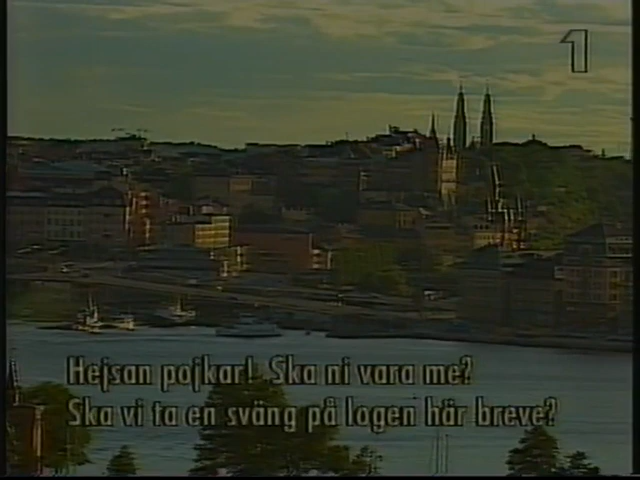 1
Hejsan pojkar! Ska ni vara me?
Ska vi ta en sväng på logen här breve?